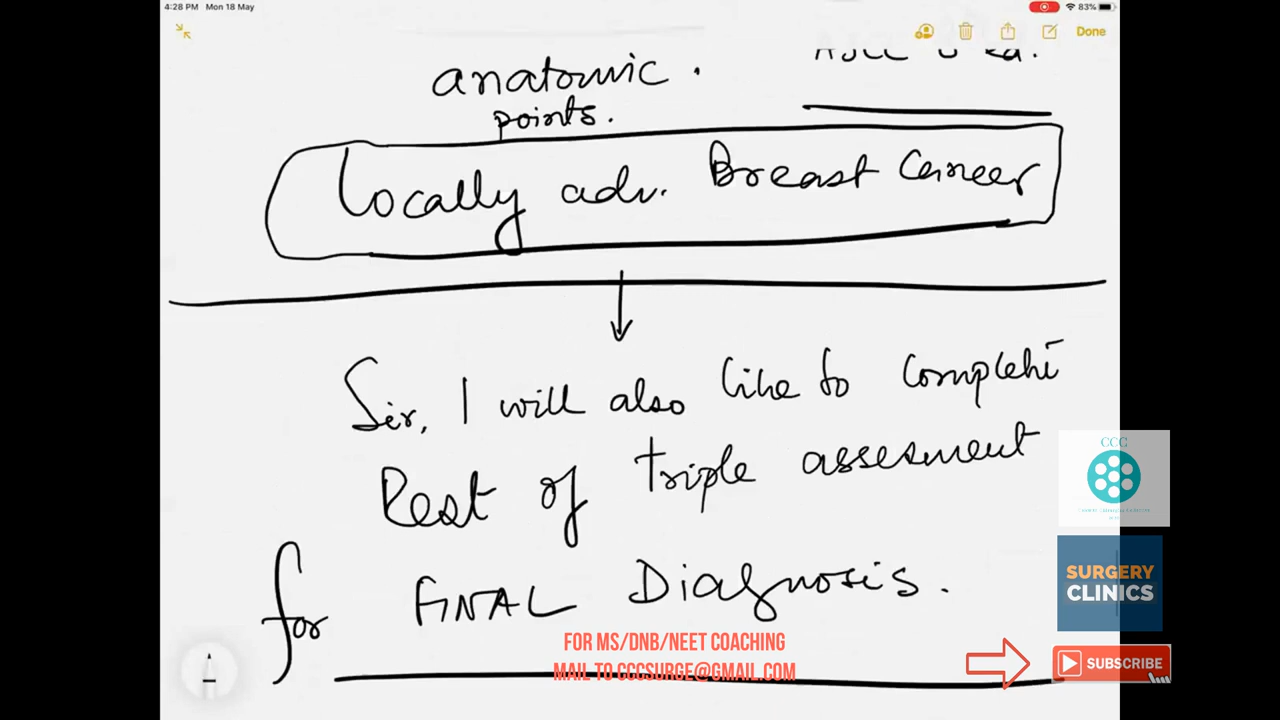 4:28 PM Mon 18 May
83%
Done
anatomic.
points.
Locally adv. Breast Cancer
Sir, I will also like to complete
Rest of triple assesment
for FINAL Diagnosis.
CCC
SURGERY
CLINICS
FOR MS/DNB/NEET COACHING
MAIL TO CCCSURGE@GMAIL.COM
SUBSCRIBE